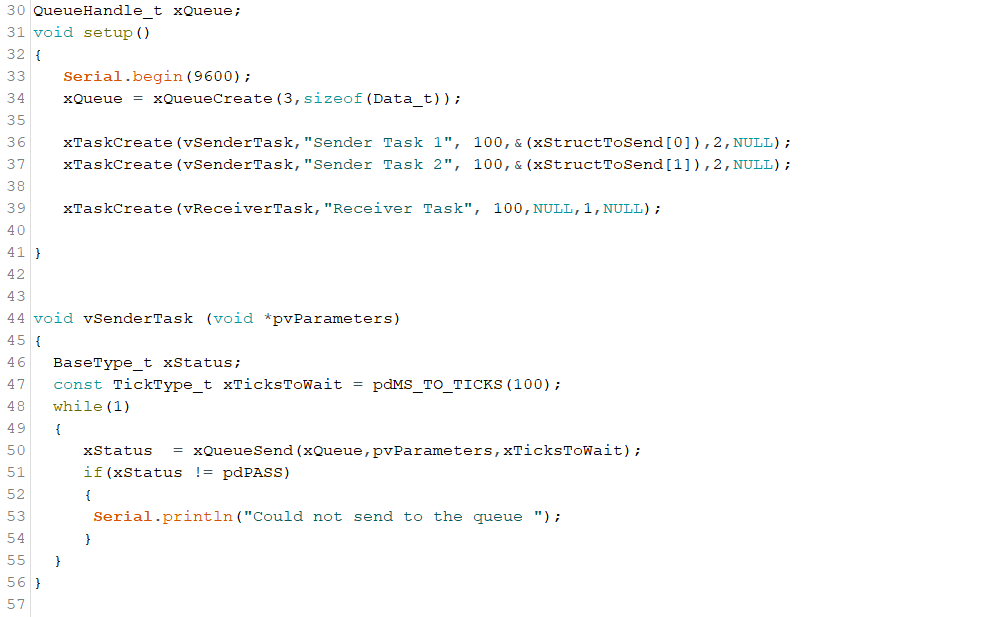 30 QueueHandle_t xQueue;
31 void setup()
32 {
33    Serial.begin(9600);
34    xQueue = xQueueCreate(3,sizeof(Data_t));
35
36    xTaskCreate(vSenderTask,"Sender Task 1", 100,&(xStructToSend[0]),2,NULL);
37    xTaskCreate(vSenderTask,"Sender Task 2", 100,&(xStructToSend[1]),2,NULL);
38
39    xTaskCreate(vReceiverTask,"Receiver Task", 100,NULL,1,NULL);
40
41 }
42
43
44 void vSenderTask (void *pvParameters)
45 {
46   BaseType_t xStatus;
47   const TickType_t xTicksToWait = pdMS_TO_TICKS(100);
48   while(1)
49   {
50      xStatus  = xQueueSend(xQueue,pvParameters,xTicksToWait);
51      if(xStatus != pdPASS)
52      {
53       Serial.println("Could not send to the queue ");
54      }
55   }
56 }
57